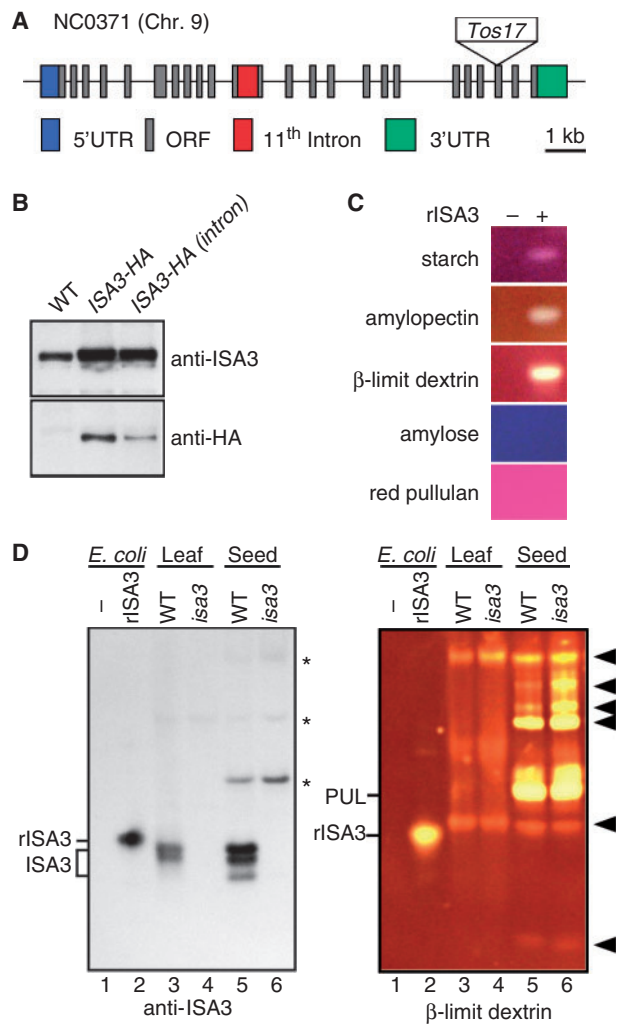 A NC0371 (Chr. 9)
Tos17
5'UTR ORF 11th Intron 3'UTR 1 kb
B
WT ISA3-HA ISA3-HA (intron)
anti-ISA3
anti-HA
C
rISA3 – +
starch
amylopectin
β-limit dextrin
amylose
red pullulan
D
E. coli Leaf Seed
– rISA3 WT isa3 WT isa3
*
*
*
rISA3
ISA3
1 2 3 4 5 6
anti-ISA3
E. coli Leaf Seed
– rISA3 WT isa3 WT isa3
PUL
rISA3
1 2 3 4 5 6
β-limit dextrin